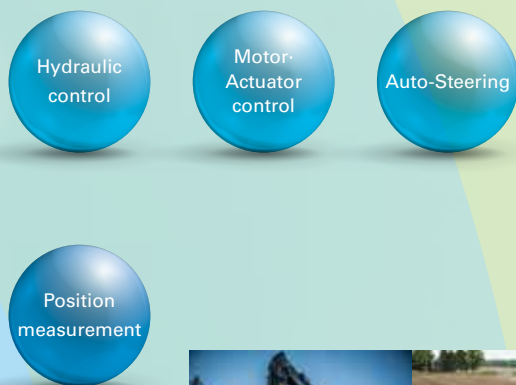 Hydraulic
control
Motor·
Actuator
control
Auto-Steering
Position
measurement